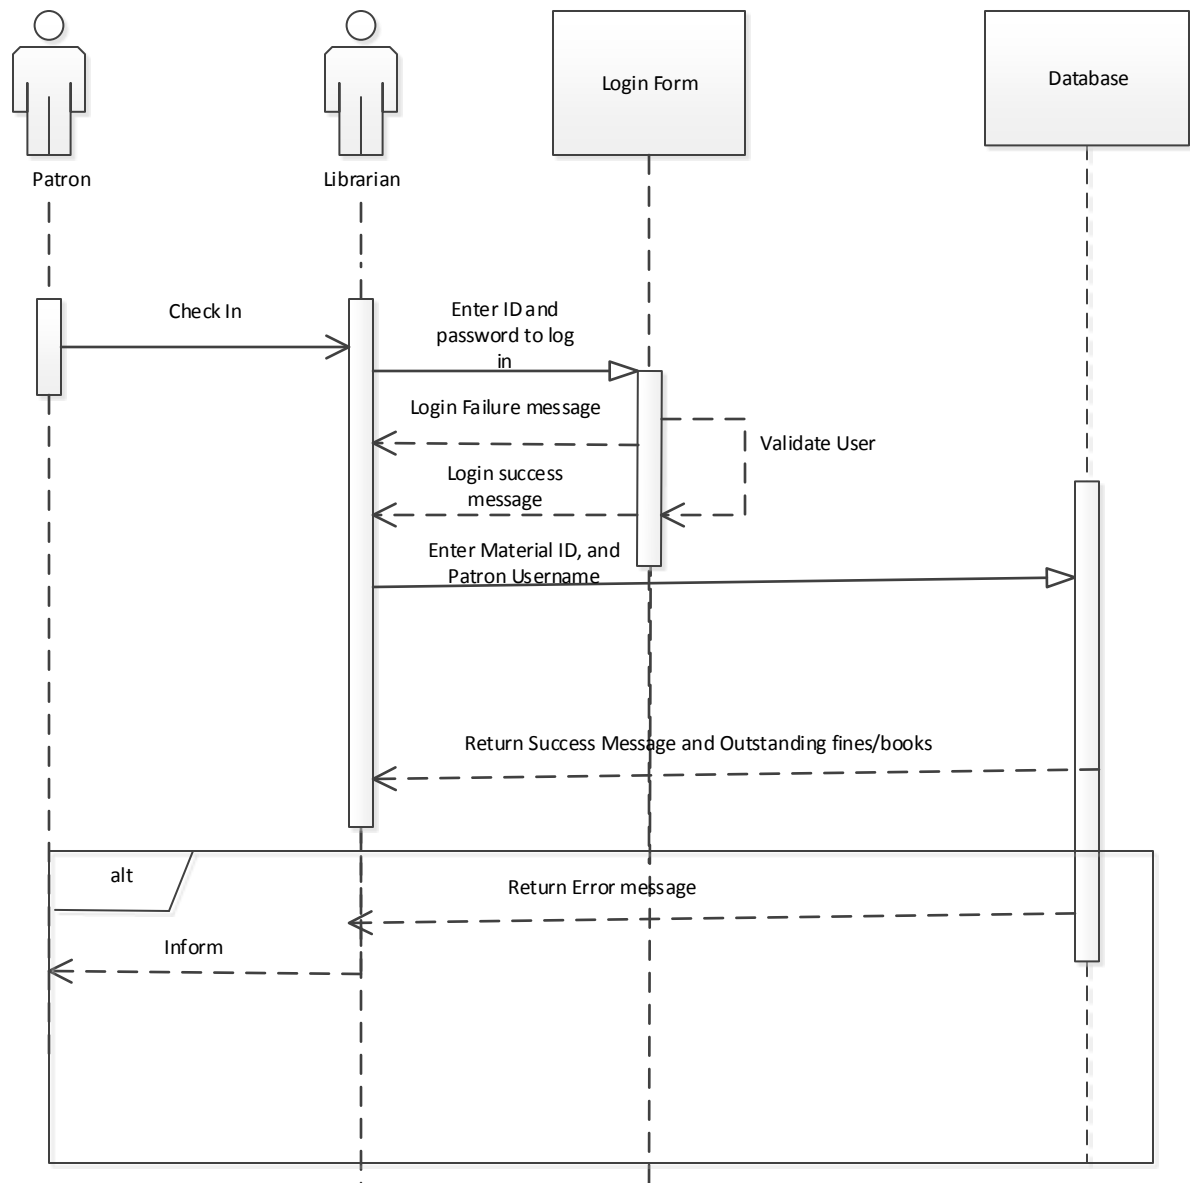 Login Form
Database
Patron
Librarian
Check In
Enter ID and
password to log
in
Login Failure message
Validate User
Login success
message
Enter Material ID, and
Patron Username
Return Success Message and Outstanding fines/books
alt
Return Error message
Inform